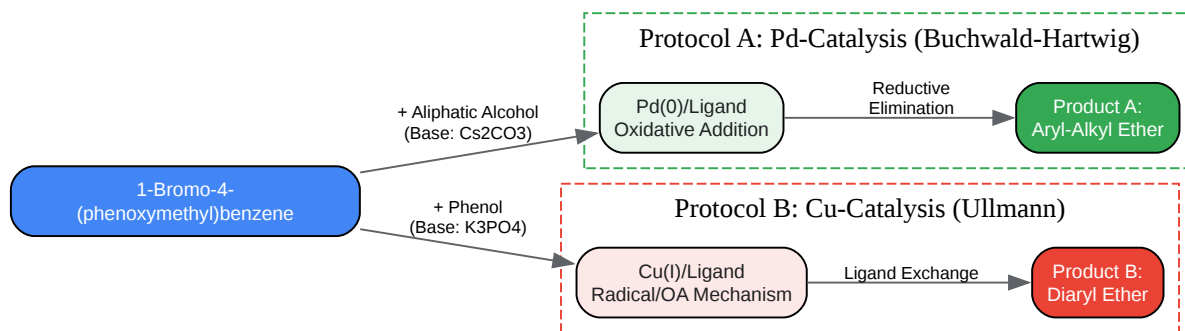 Protocol A: Pd-Catalysis (Buchwald-Hartwig)
+ Aliphatic Alcohol
(Base: Cs2CO3)
Pd(0)/Ligand
Oxidative Addition
Reductive
Elimination
Product A:
Aryl-Alkyl Ether
1-Bromo-4-
(phenoxymethyl)benzene
Protocol B: Cu-Catalysis (Ullmann)
+ Phenol
(Base: K3PO4)
Cu(I)/Ligand
Radical/OA Mechanism
Ligand Exchange
Product B:
Diaryl Ether